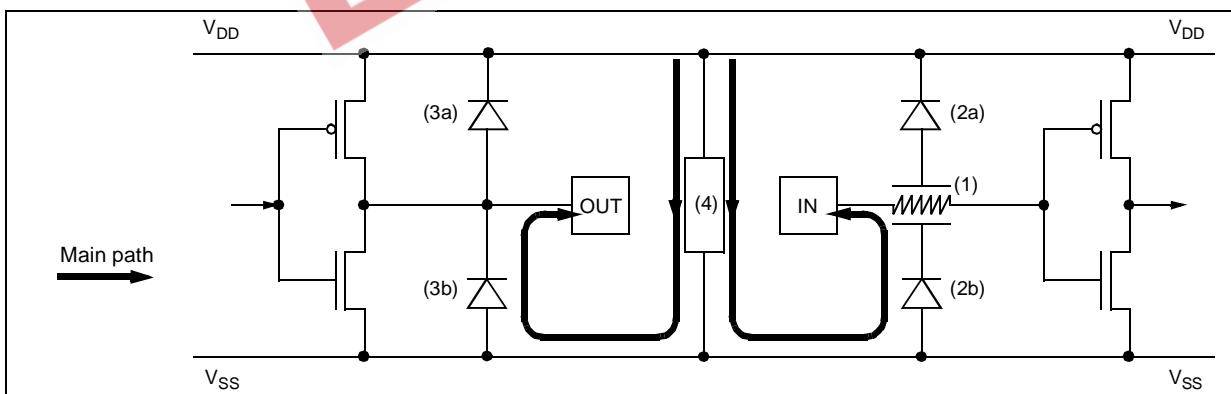 VDD
VDD
(3a)
(2a)
(1)
OUT
(4)
IN
Main path
(3b)
(2b)
VSS
VSS